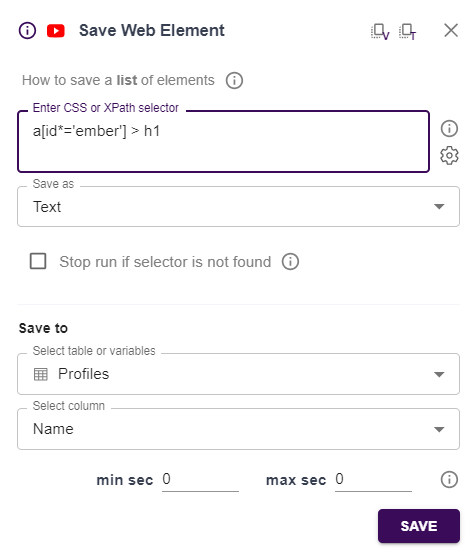 Save Web Element
V
T
How to save a list of elements
Enter CSS or XPath selector
a[id*='ember'] > h1
Save as
Text
Stop run if selector is not found
Save to
Select table or variables
Profiles
Select column
Name
min sec 0 max sec 0
SAVE